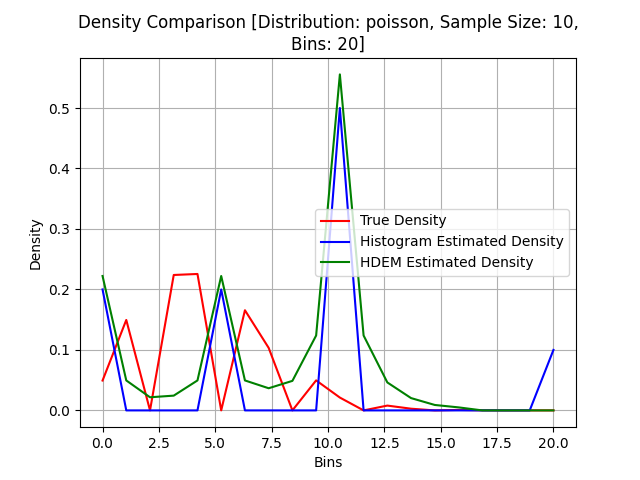 Density Comparison [Distribution: poisson, Sample Size: 10,
Bins: 20]
Density
0.5
0.4
0.3
0.2
0.1
0.0
True Density
Histogram Estimated Density
HDEM Estimated Density
0.0 2.5 5.0 7.5 10.0 12.5 15.0 17.5 20.0
Bins